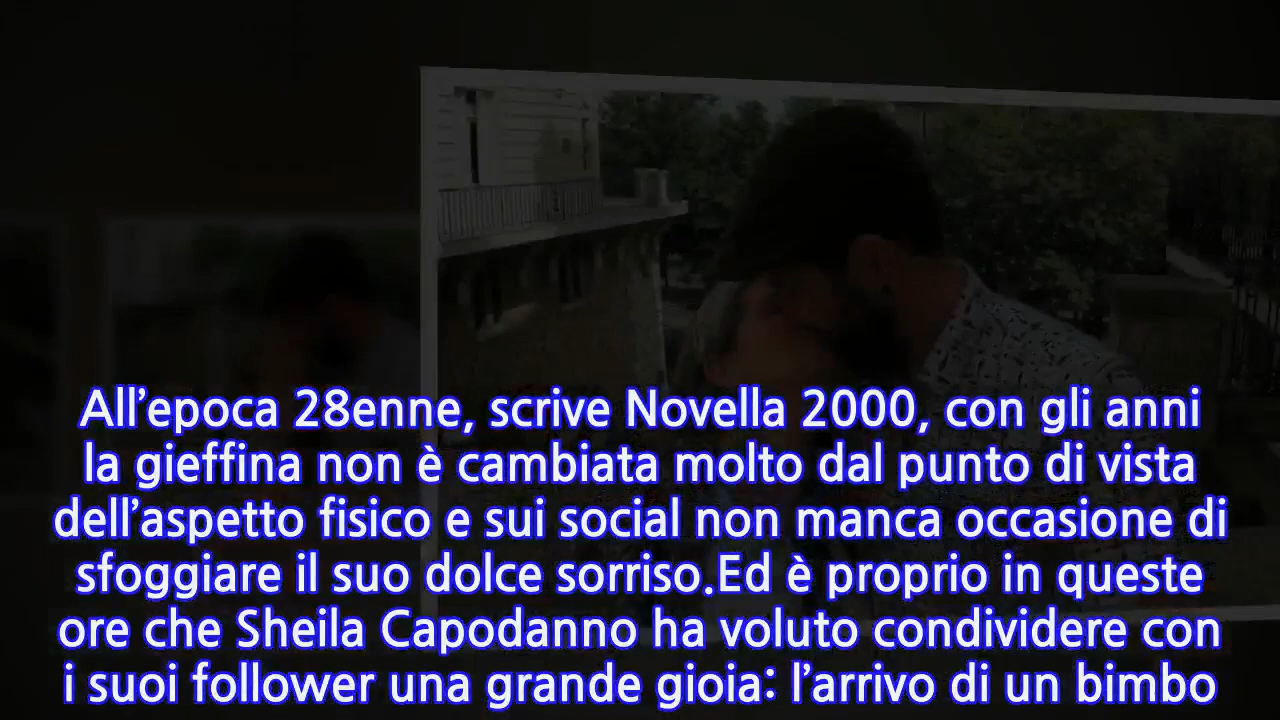 All’epoca 28enne, scrive Novella 2000, con gli anni
la gieffina non è cambiata molto dal punto di vista
dell’aspetto fisico e sui social non manca occasione di
sfoggiare il suo dolce sorriso.Ed è proprio in queste
ore che Sheila Capodanno ha voluto condividere con
i suoi follower una grande gioia: l’arrivo di un bimbo